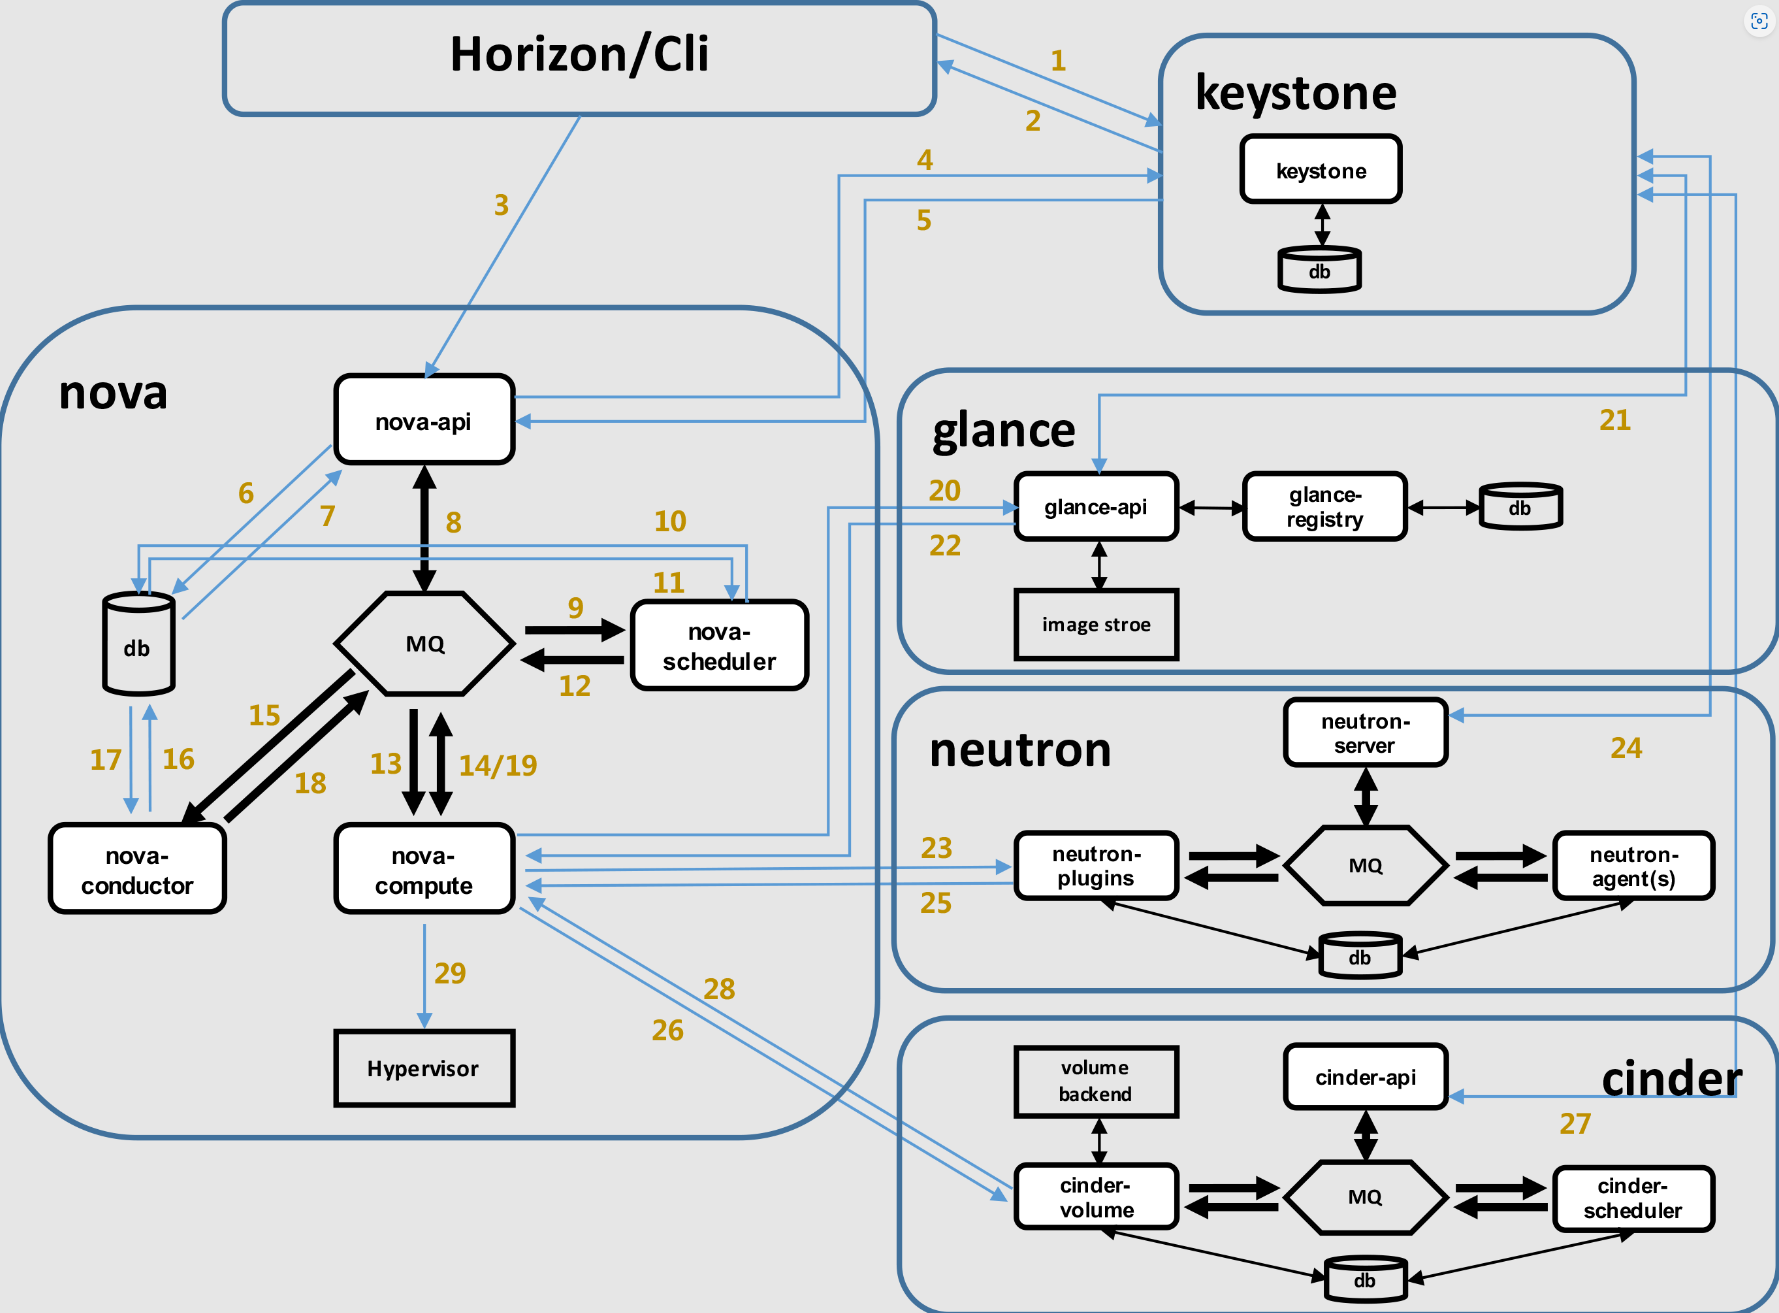 Horizon/Cli
1
2
keystone
keystone
db
3
4
5
nova
nova-api
6
7
8
10
11
9
12
db
MQ
nova-
scheduler
15
18
17
16
13
14/19
nova-
conductor
nova-
compute
29
Hypervisor
28
26
20
22
21
glance
glance-api
glance-
registry
db
image stroe
neutron
neutron-
server
24
23
25
neutron-
plugins
MQ
neutron-
agent(s)
db
cinder
volume
backend
cinder-api
27
cinder-
volume
MQ
cinder-
scheduler
db